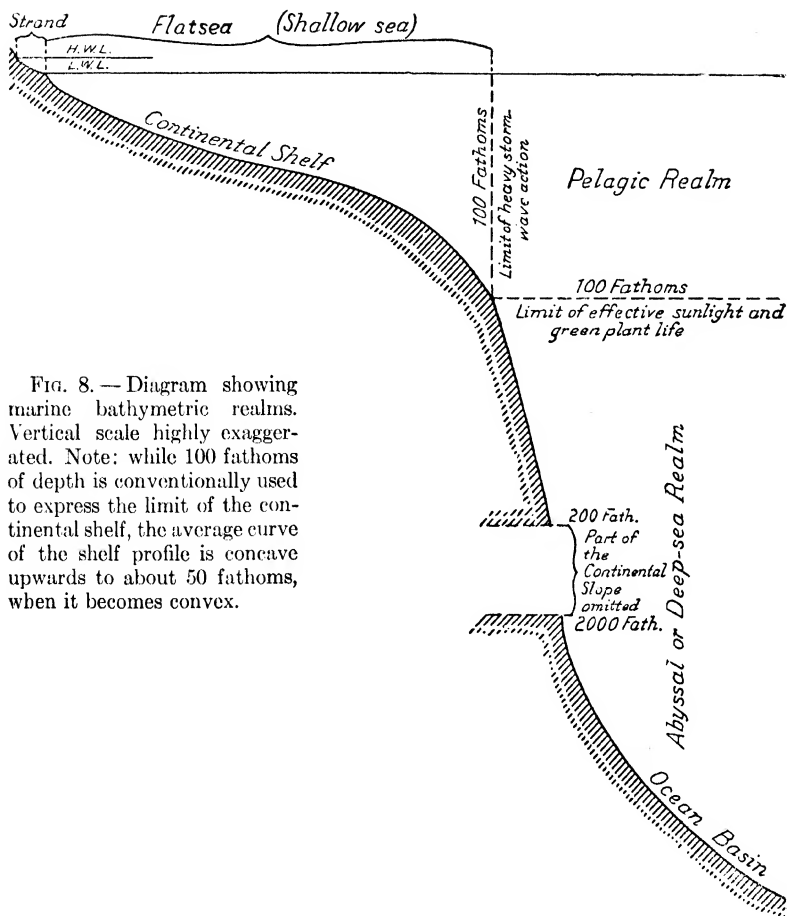 Strand
Flatsea (Shallow sea)
H.W.L.
L.W.L.
Continental Shelf
100 Fathoms
Limit of heavy storm-
wave action
Pelagic Realm
100 Fathoms
Limit of effective sunlight and
green plant life
FIG. 8. — Diagram showing
marine bathymetric realms.
Vertical scale highly exagger-
ated. Note: while 100 fathoms
of depth is conventionally used
to express the limit of the con-
tinental shelf, the average curve
of the shelf profile is concave
upwards to about 50 fathoms,
when it becomes convex.
200 Fath.
Part of
the
Continental
Slope
omitted
2000 Fath.
Abyssal or Deep-sea Realm
Ocean Basin